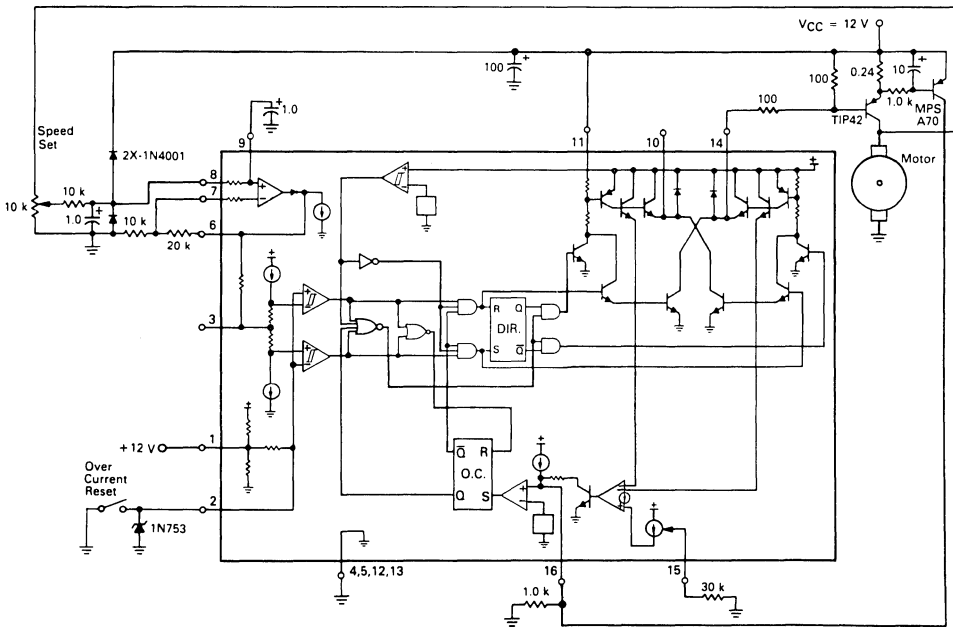 VCC = 12 V
100
+
100
0.24
10
+
100
1.0 k
MPS
A70
TIP42
Motor
+
1.0
Speed
Set
9
11
10
14
2X-1N4001
10 k
10 k
1.0
+
10 k
20 k
8
7
6
3
R
Q
DIR.
S
Q
+12 V
1
Over
Current
Reset
2
1N753
Q
R
O.C.
Q
S
4,5,12,13
16
15
1.0 k
30 k